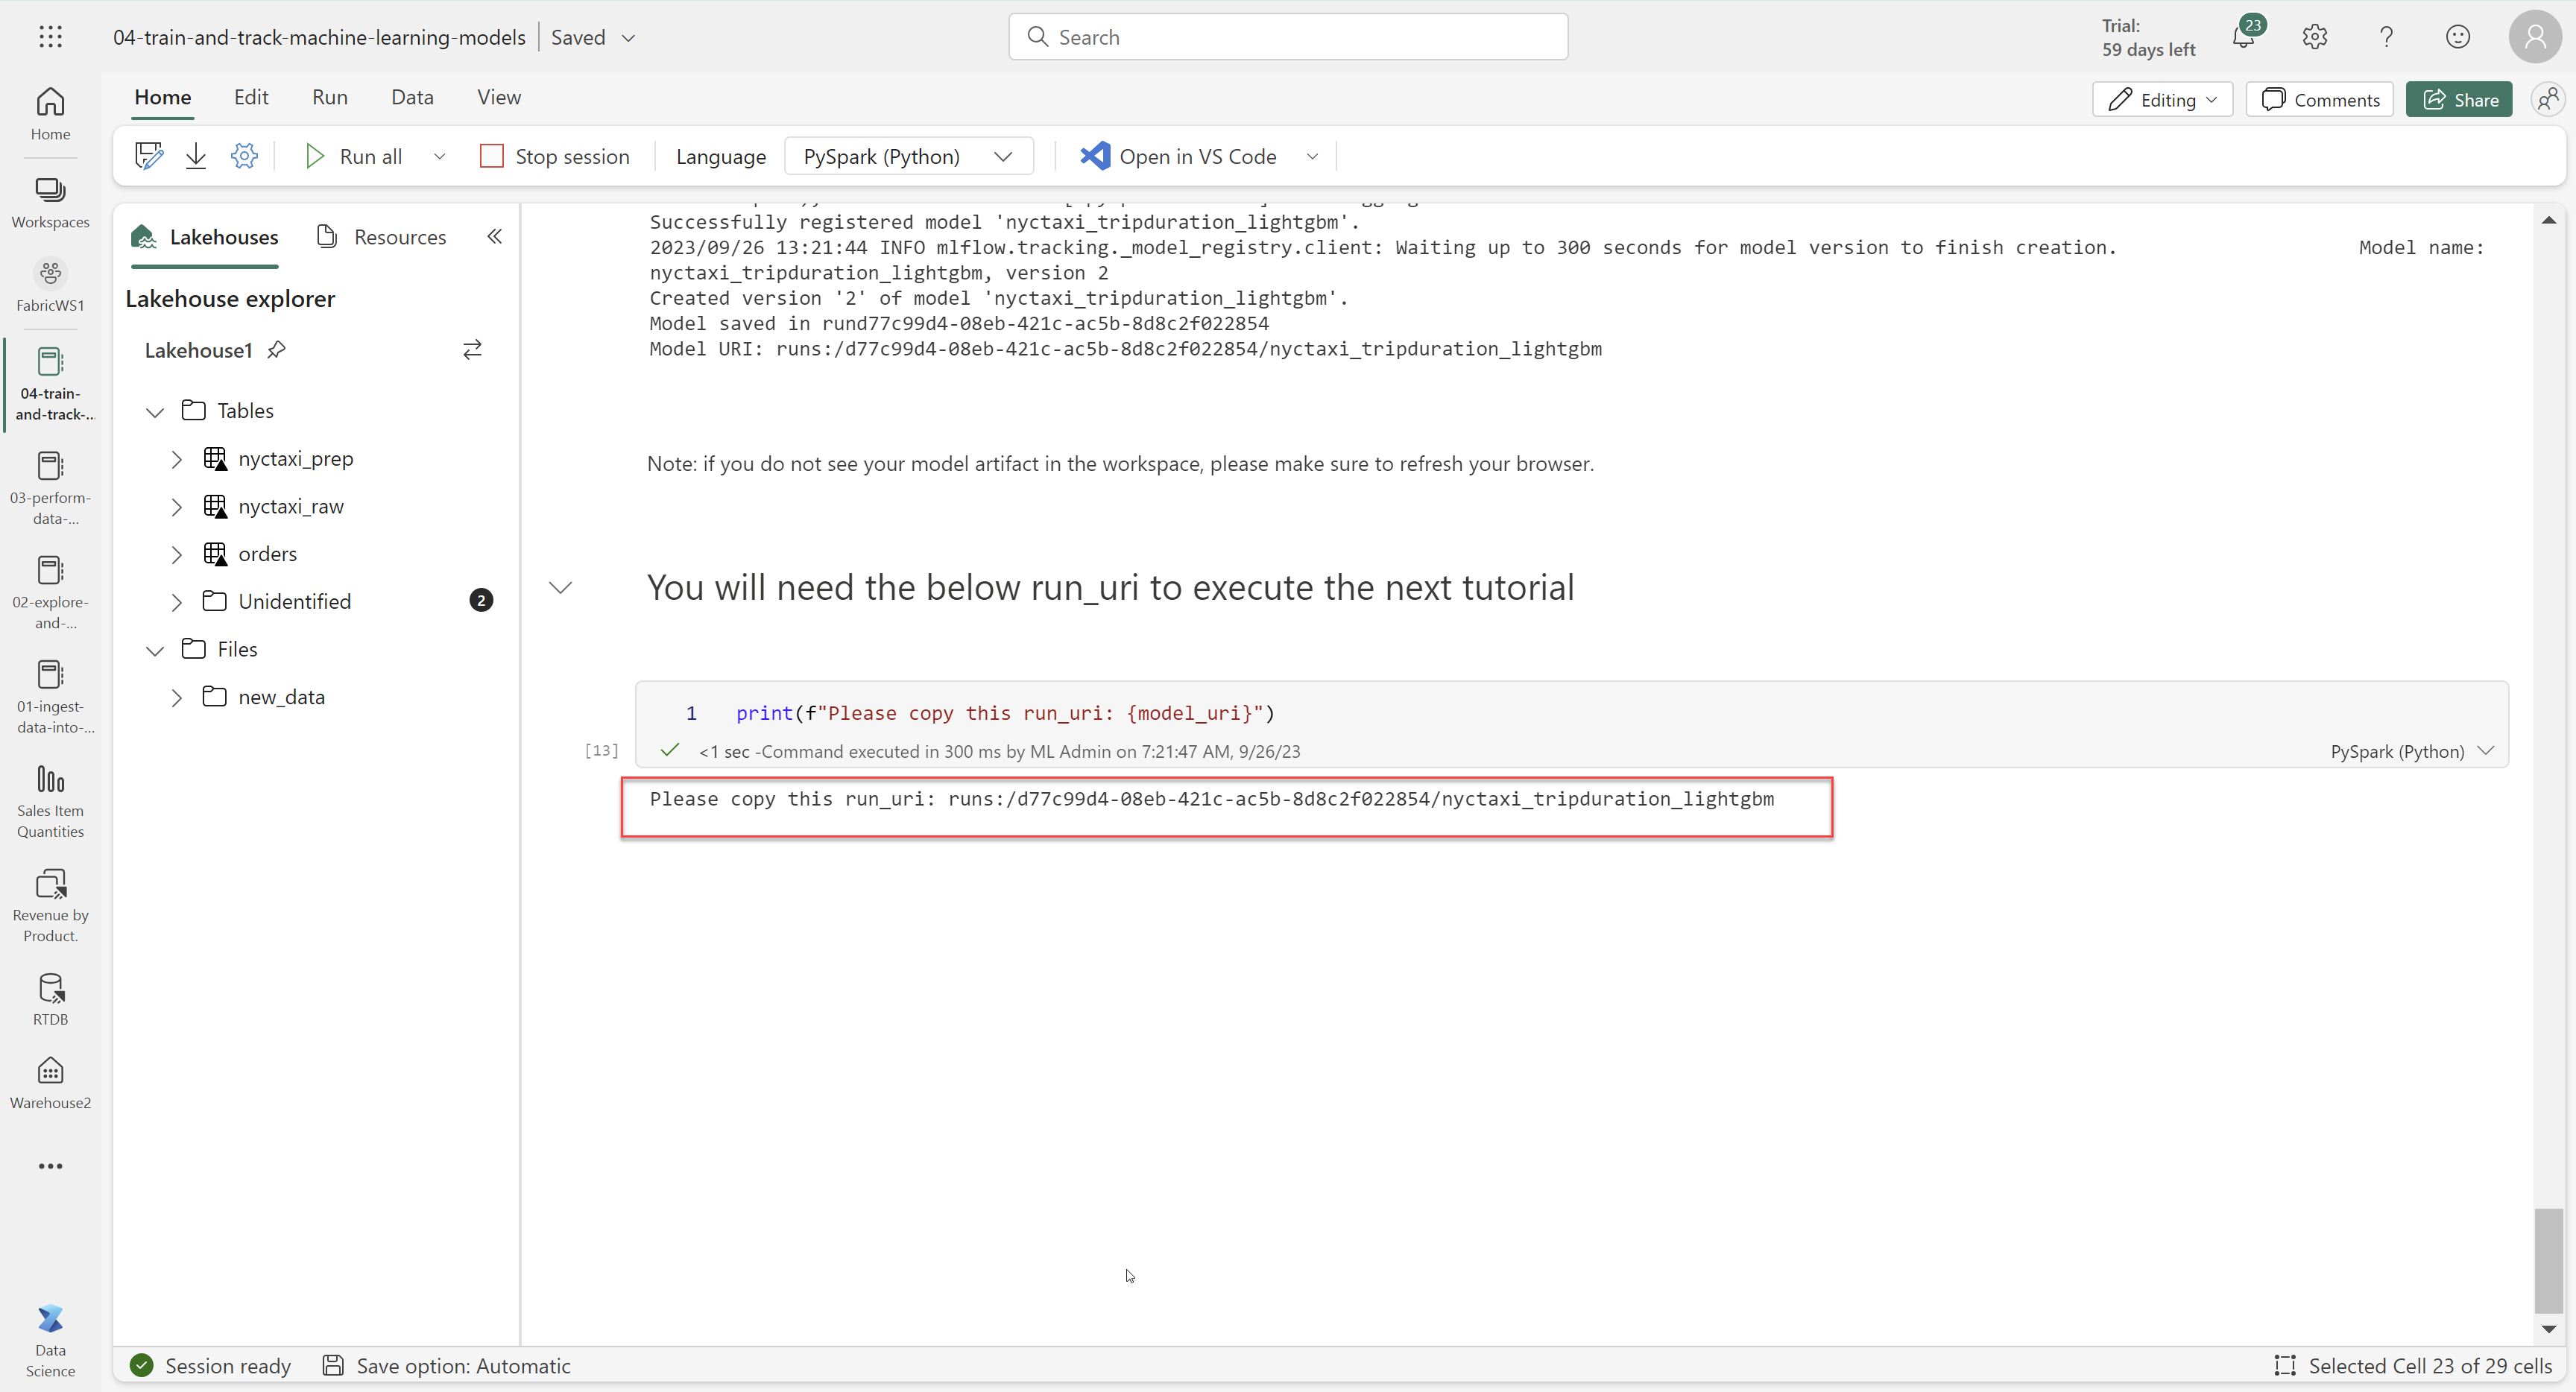 04-train-and-track-machine-learning-models
Saved
Search
Trial:
59 days left
23
Home
Edit
Run
Data
View
Editing
Comments
Share
Run all
Stop session
Language
PySpark (Python)
Open in VS Code
Home
Workspaces
FabricWS1
04-train-
and-track-...
03-perform-
data-...
02-explore-
and-...
01-ingest-
data-into-...
Sales Item
Quantities
Revenue by
Product.
RTDB
Warehouse2
Data
Science
Lakehouses
Resources
Lakehouse explorer
Lakehouse1
Tables
nyctaxi_prep
nyctaxi_raw
orders
Unidentified
2
Files
new_data
Successfully registered model 'nyctaxi_tripduration_lightgbm'.
2023/09/26 13:21:44 INFO mlflow.tracking._model_registry.client: Waiting up to 300 seconds for model version to finish creation. Model name:
nyctaxi_tripduration_lightgbm, version 2
Created version '2' of model 'nyctaxi_tripduration_lightgbm'.
Model saved in rund77c99d4-08eb-421c-ac5b-8d8c2f022854
Model URI: runs:/d77c99d4-08eb-421c-ac5b-8d8c2f022854/nyctaxi_tripduration_lightgbm
Note: if you do not see your model artifact in the workspace, please make sure to refresh your browser.
You will need the below run_uri to execute the next tutorial
1 print(f"Please copy this run_uri: {model_uri}")
[13]
<1 sec -Command executed in 300 ms by ML Admin on 7:21:47 AM, 9/26/23
PySpark (Python)
Please copy this run_uri: runs:/d77c99d4-08eb-421c-ac5b-8d8c2f022854/nyctaxi_tripduration_lightgbm
Session ready
Save option: Automatic
Selected Cell 23 of 29 cells